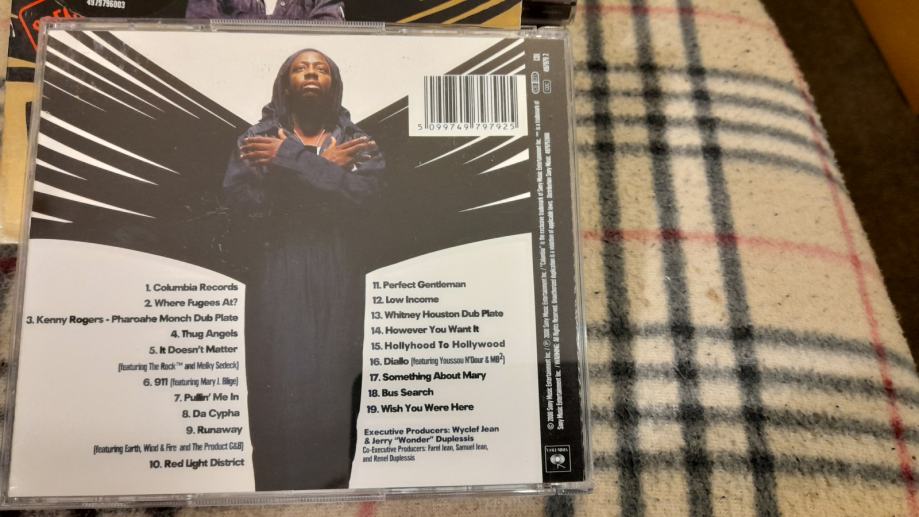 4979796003
5 099749 797925
1. Columbia Records
2. Where Fugees At?
3. Kenny Rogers - Pharoahe Monch Dub Plate
4. Thug Angels
5. It Doesn't Matter
(featuring The Rock™ and Melky Sedeck)
6. 911 (featuring Mary J. Blige)
7. Pullin' Me In
8. Da Cypha
9. Runaway
(featuring Earth, Wind & Fire and The Product G&B)
10. Red Light District
11. Perfect Gentleman
12. Low Income
13. Whitney Houston Dub Plate
14. However You Want It
15. Hollyhood To Hollywood
16. Diallo (featuring Youssou N'Dour & MB²)
17. Something About Mary
18. Bus Search
19. Wish You Were Here
Executive Producers: Wyclef Jean
& Jerry "Wonder" Duplessis
Co-Executive Producers: Farel Jean, Samuel Jean,
and Renel Duplessis
COLUMBIA